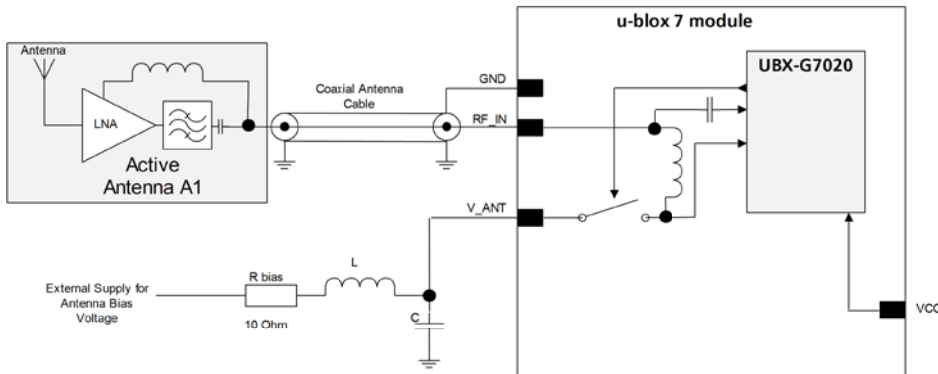 u-blox 7 module
Antenna
UBX-G7020
GND
Coaxial Antenna
Cable
LNA
RF_IN
Active
Antenna A1
V_ANT
L
R bias
External Supply for
Antenna Bias
Voltage
10 Ohm
C
VCC